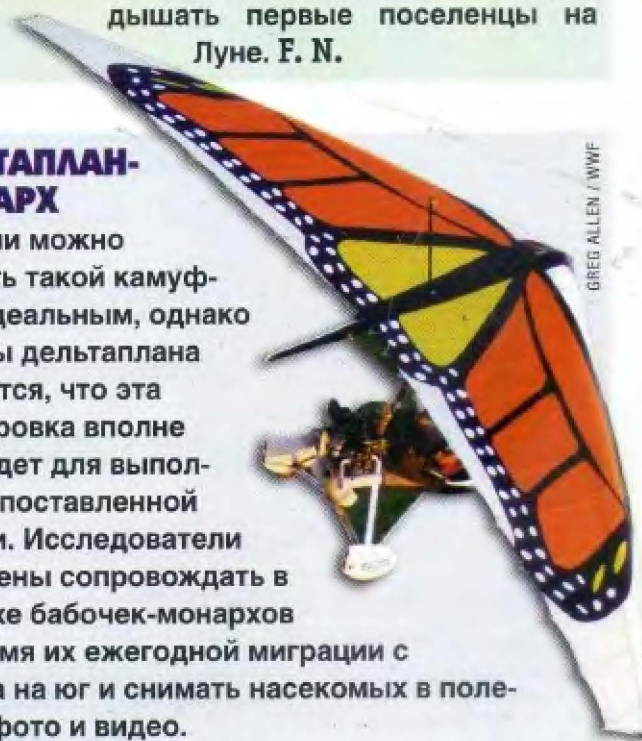 дышать первые поселенцы на
Луне. F. N.
ТАПЛАН-
АРХ
ли можно
ть такой камуф-
деальным, однако
ы дельтаплана
тся, что эта
ровка вполне
дет для выпол-
поставленной
и. Исследователи
ены сопровождать в
ке бабочек-монархов
мя их ежегодной миграции с
а на юг и снимать насекомых в поле-
фото и видео.
GREG ALLEN / WWF